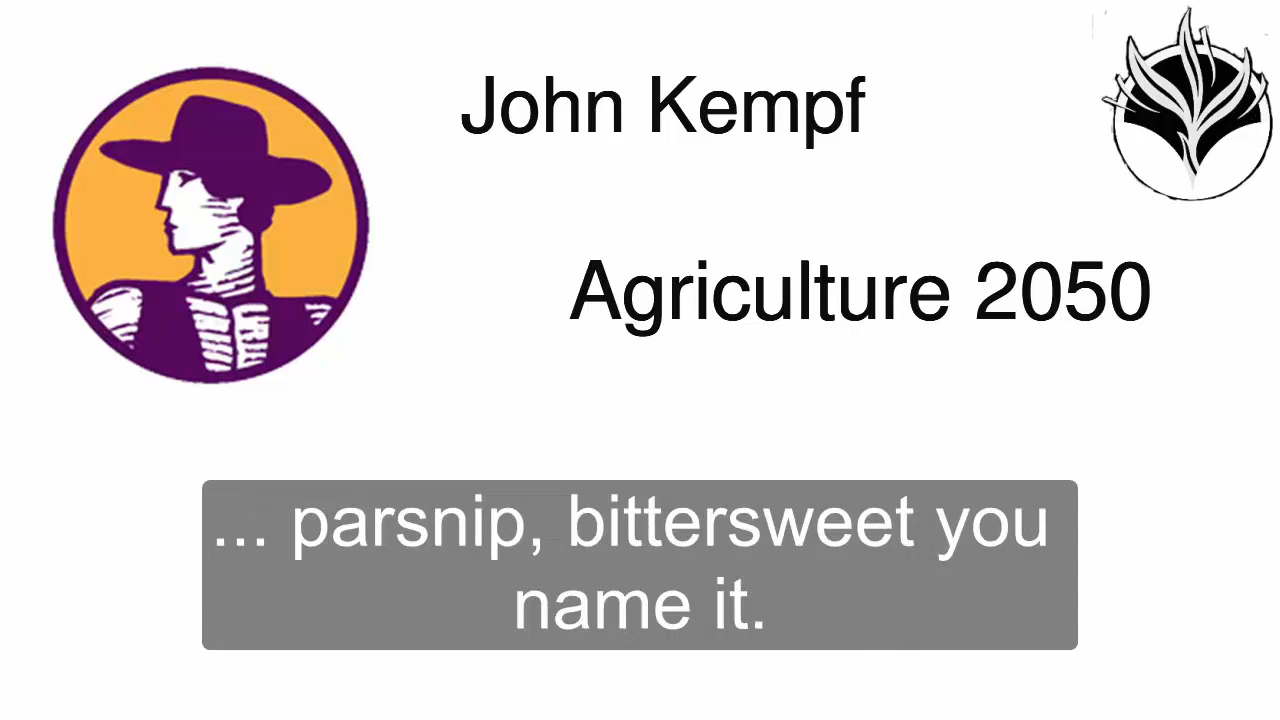 John Kempf
Agriculture 2050
... parsnip, bittersweet you
name it.